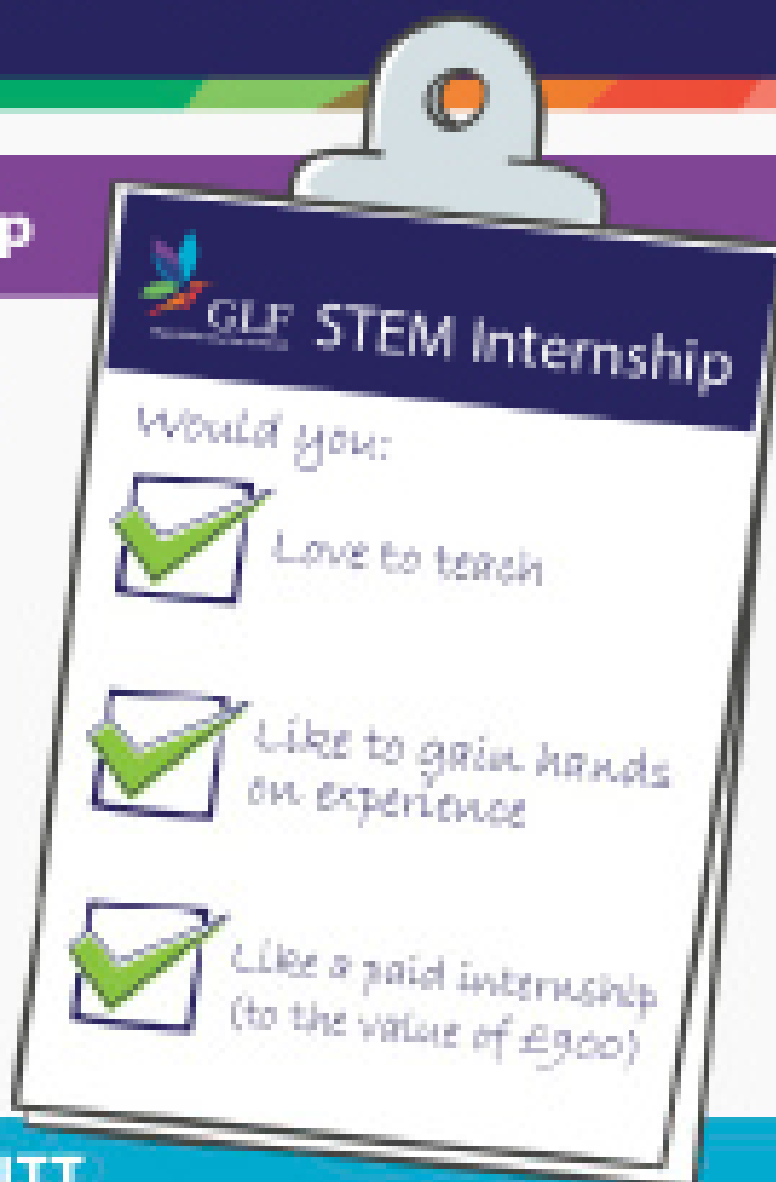 p
GLF STEM Internship
Would you:
Love to teach
Like to gain hands
on experience
Like a paid internship
(to the value of £900)
ITT